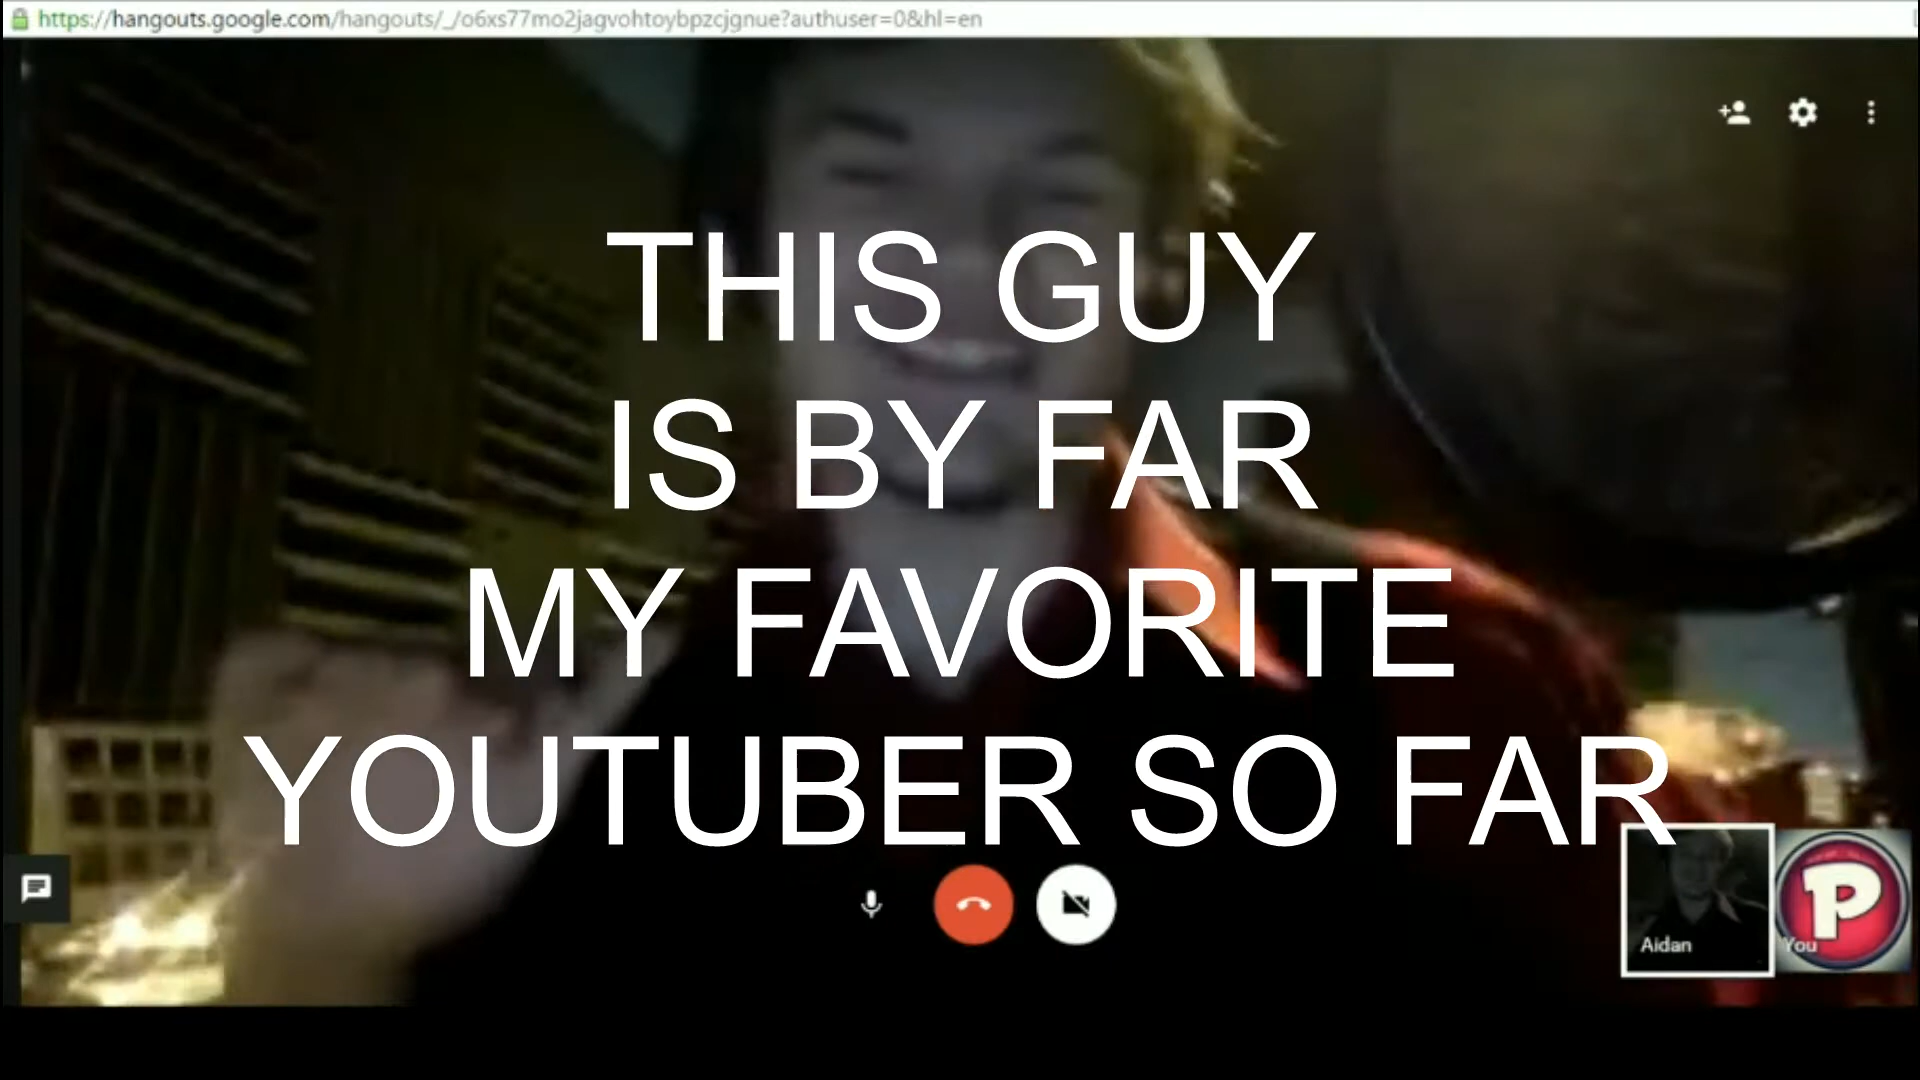 https://hangouts.google.com/hangouts/_/o6xs77mo2jagvohtoybpzcjgnue?authuser=0&hl=en
THIS GUY
IS BY FAR
MY FAVORITE
YOUTUBER SO FAR
Aidan
P
You